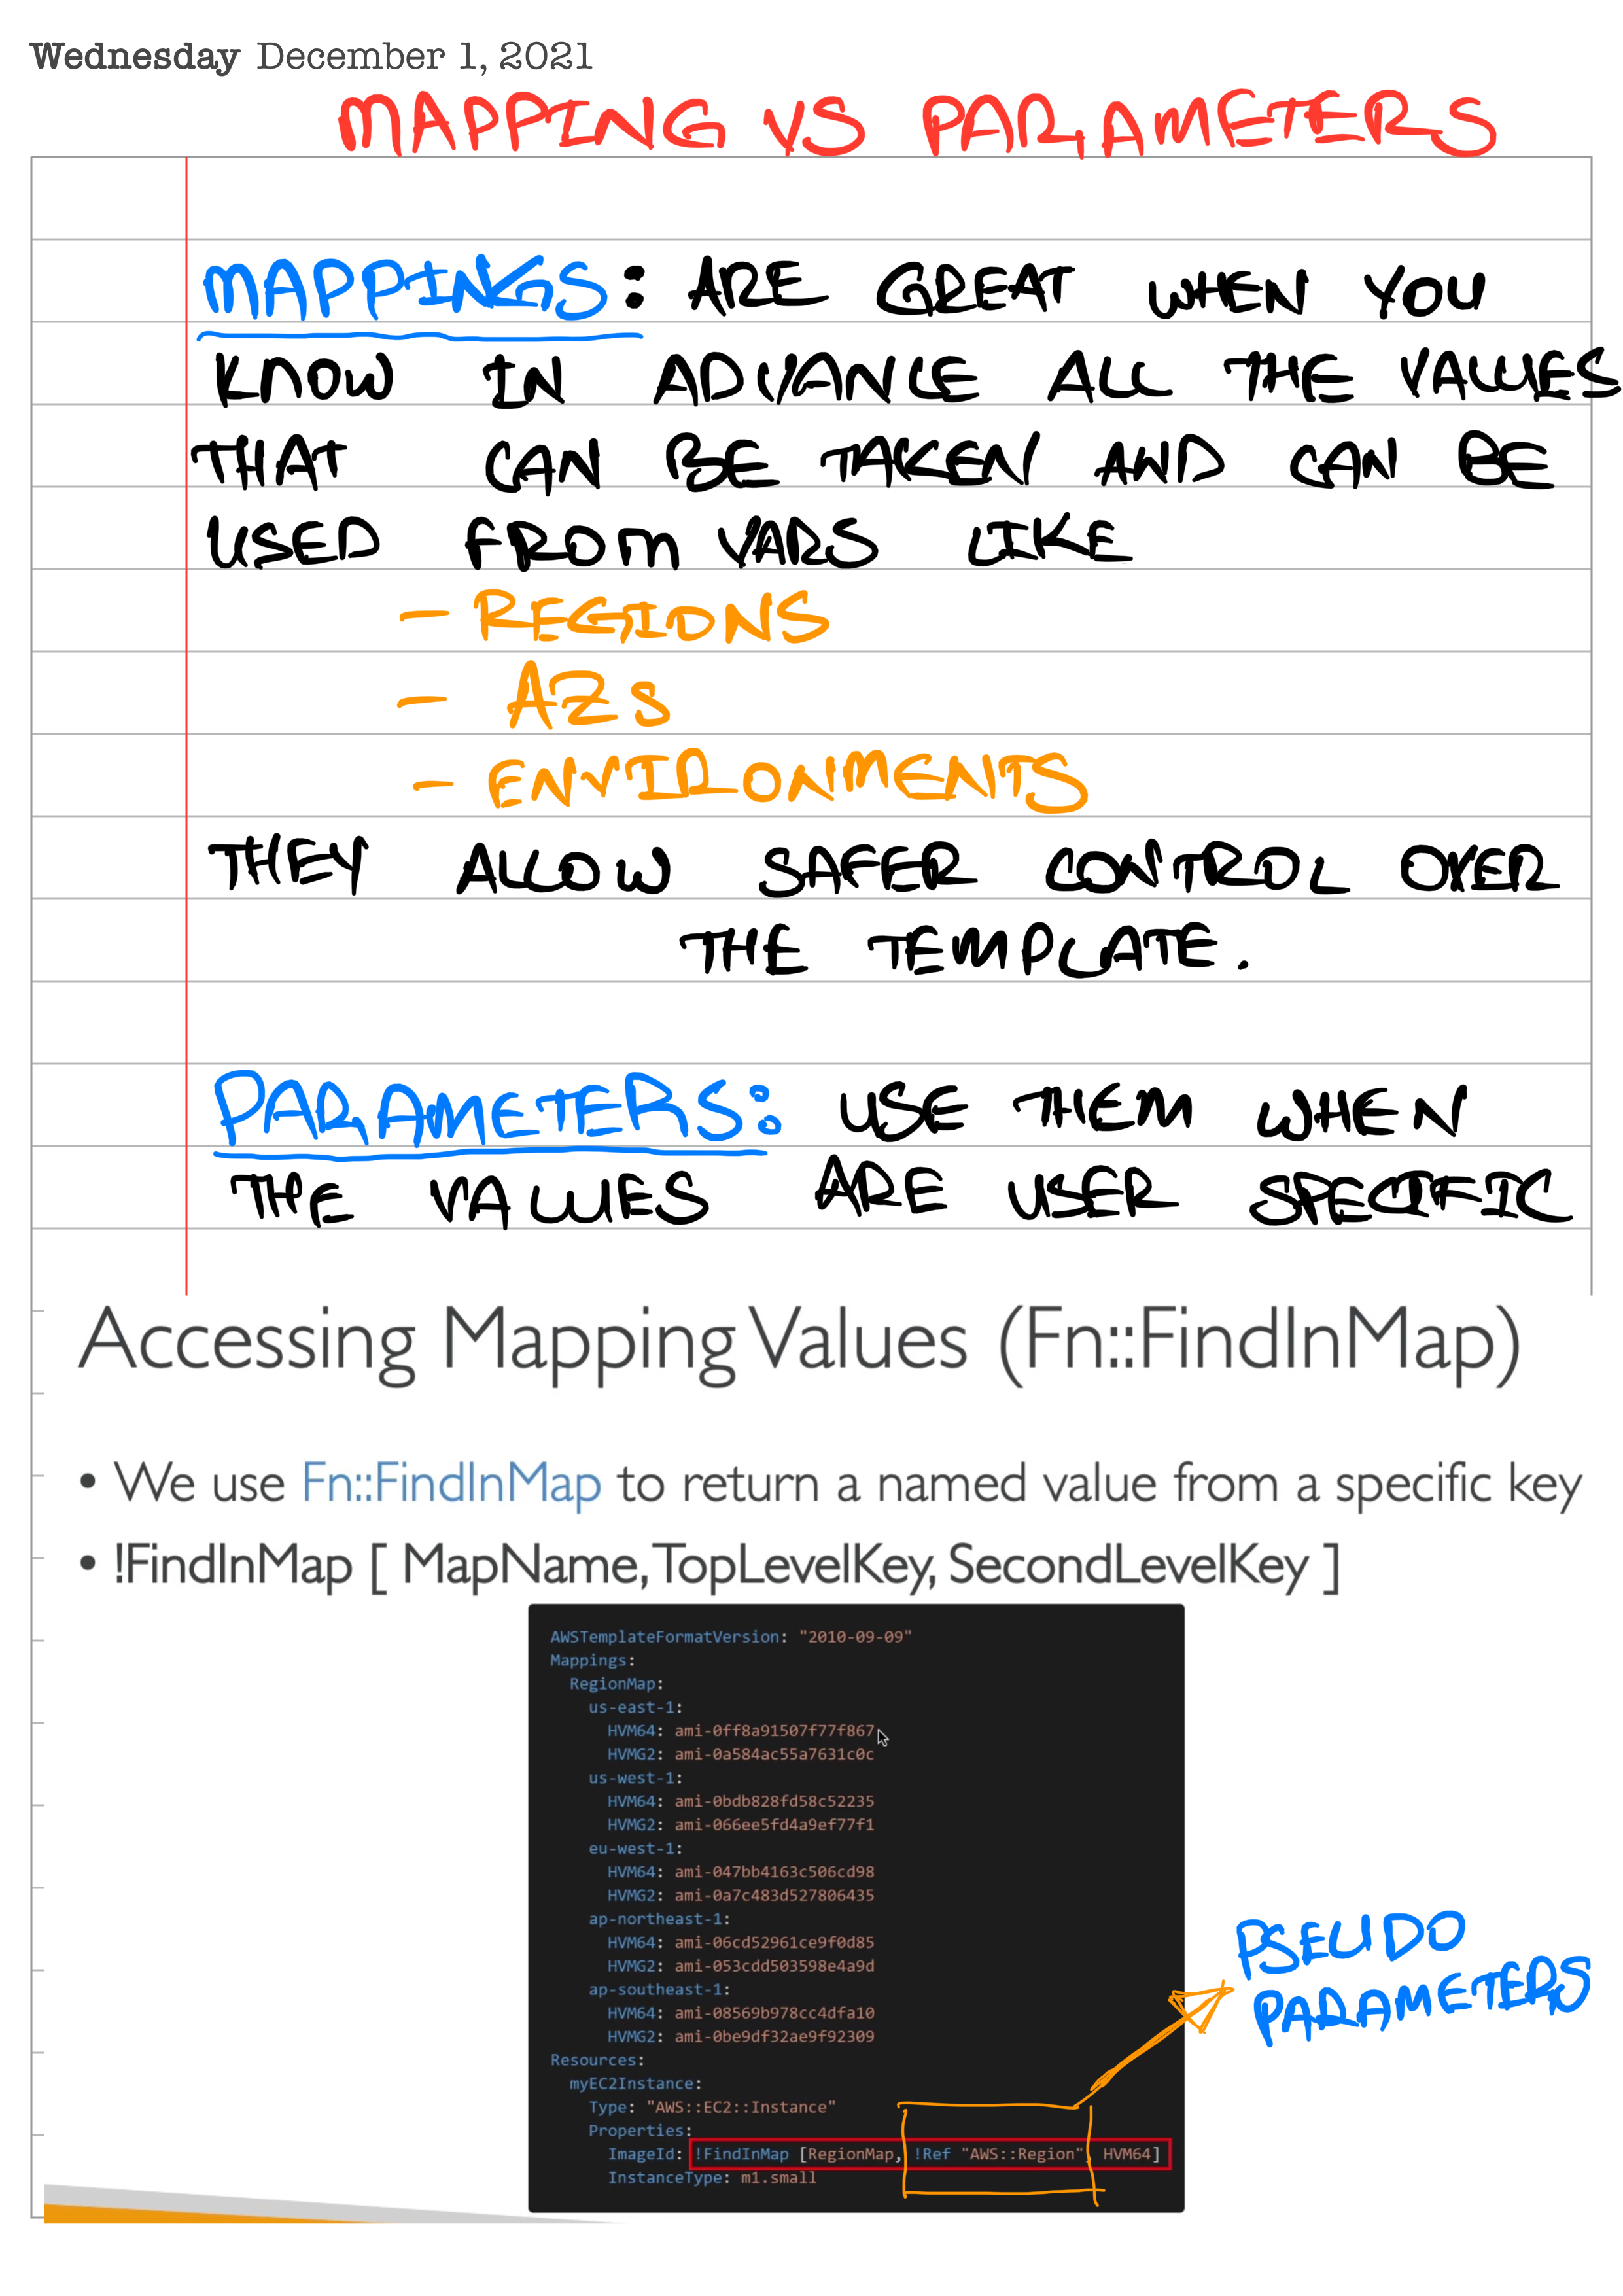 Wednesday December 1, 2021
MAPPING VS PARAMETERS
MAPPINGS: ARE GREAT WHEN YOU
KNOW IN ADVANCE ALL THE VALUES
THAT CAN BE TAKEN AND CAN BE
USED FROM VARS LIKE
- REGIONS
- AZs
- ENVIRONMENTS
THEY ALLOW SAFER CONTROL OVER
THE TEMPLATE.
PARAMETERS: USE THEM WHEN
THE VALUES ARE USER SPECIFIC
Accessing Mapping Values (Fn::FindInMap)
• We use Fn::FindInMap to return a named value from a specific key
• !FindInMap [ MapName, TopLevelKey, SecondLevelKey ]
AWSTemplateFormatVersion: "2010-09-09"
Mappings:
RegionMap:
us-east-1:
HVM64: ami-0ff8a91507f77f867
HVMG2: ami-0a584ac55a7631c0c
us-west-1:
HVM64: ami-0bdb828fd58c52235
HVMG2: ami-066ee5fd4a9ef77f1
eu-west-1:
HVM64: ami-047bb4163c506cd98
HVMG2: ami-0a7c483d527806435
ap-northeast-1:
HVM64: ami-06cd52961ce9f0d85
HVMG2: ami-053cdd503598e4a9d
ap-southeast-1:
HVM64: ami-08569b978cc4dfa10
HVMG2: ami-0be9df32ae9f92309
Resources:
myEC2Instance:
Type: "AWS::EC2::Instance"
Properties:
ImageId: !FindInMap [RegionMap, !Ref "AWS::Region", HVM64]
InstanceType: m1.small
PSEUDO
PARAMETERS